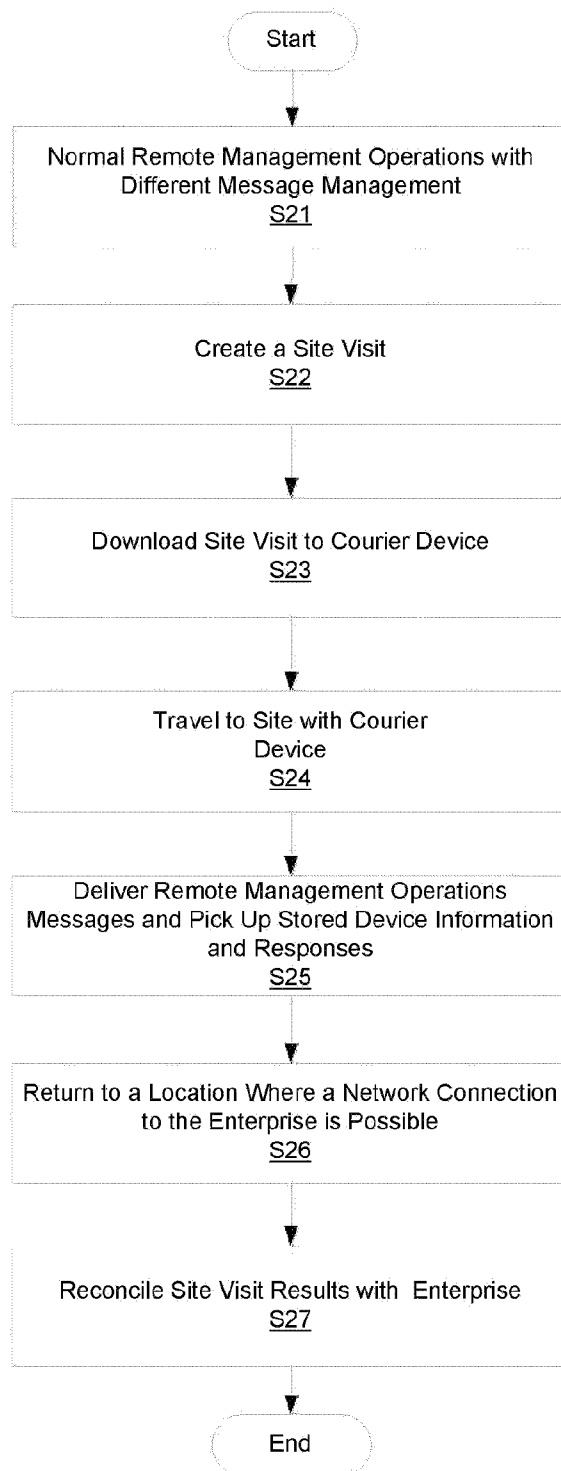 Start
Normal Remote Management Operations with
Different Message Management
S21
Create a Site Visit
S22
Download Site Visit to Courier Device
S23
Travel to Site with Courier
Device
S24
Deliver Remote Management Operations
Messages and Pick Up Stored Device Information
and Responses
S25
Return to a Location Where a Network Connection
to the Enterprise is Possible
S26
Reconcile Site Visit Results with Enterprise
S27
End